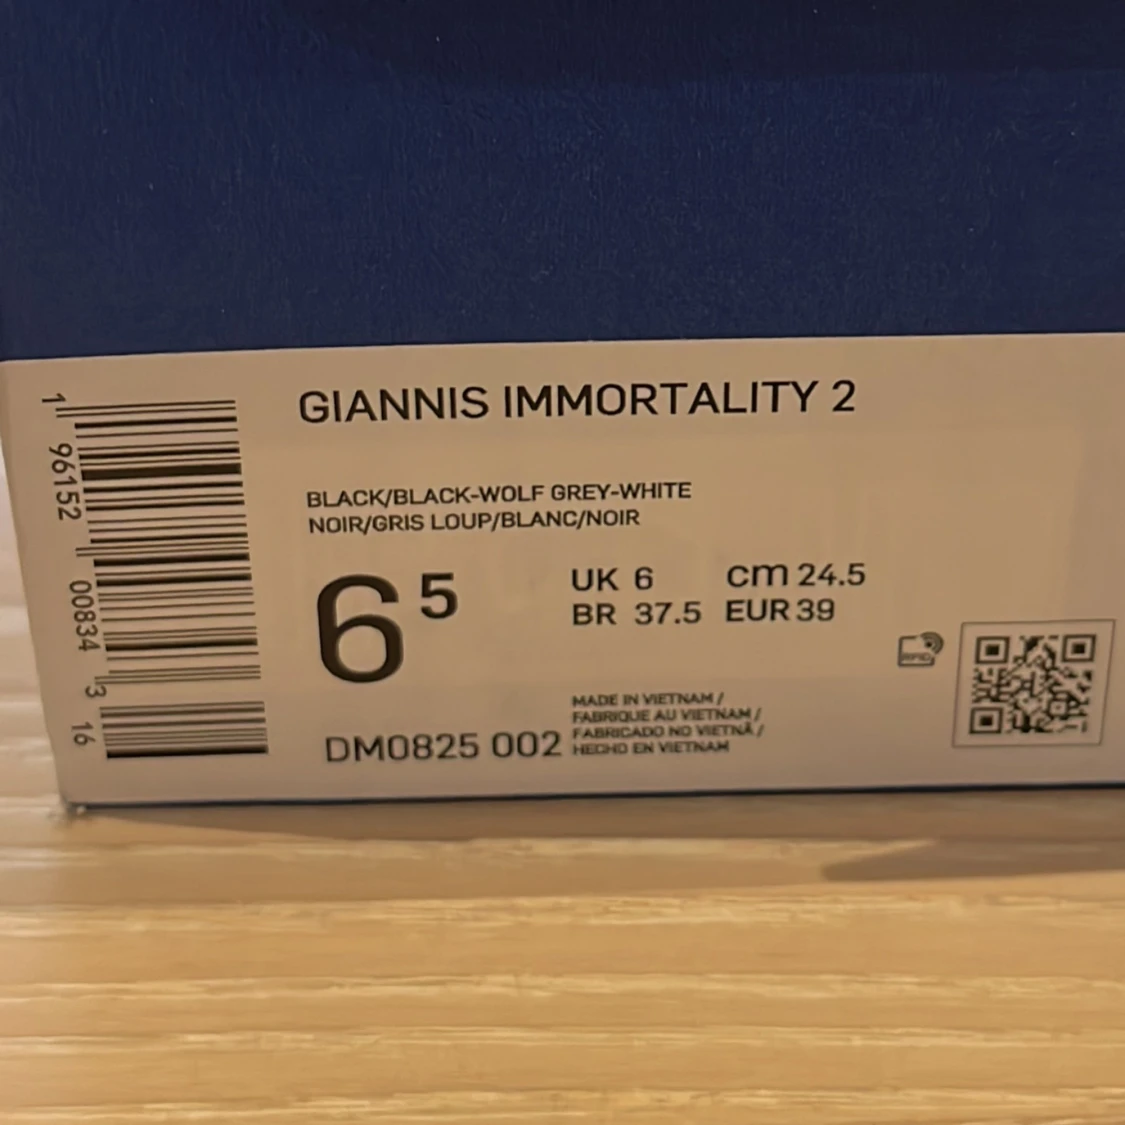 GIANNIS IMMORTALITY 2
BLACK/BLACK-WOLF GREY-WHITE
NOIR/GRIS LOUP/BLANC/NOIR
6 5
UK 6 cm 24.5
BR 37.5 EUR 39
MADE IN VIETNAM /
FABRIQUE AU VIETNAM /
FABRICADO NO VIETNÃ /
HECHO EN VIETNAM
DM0825 002
RFID
1 96152 00834 3 16